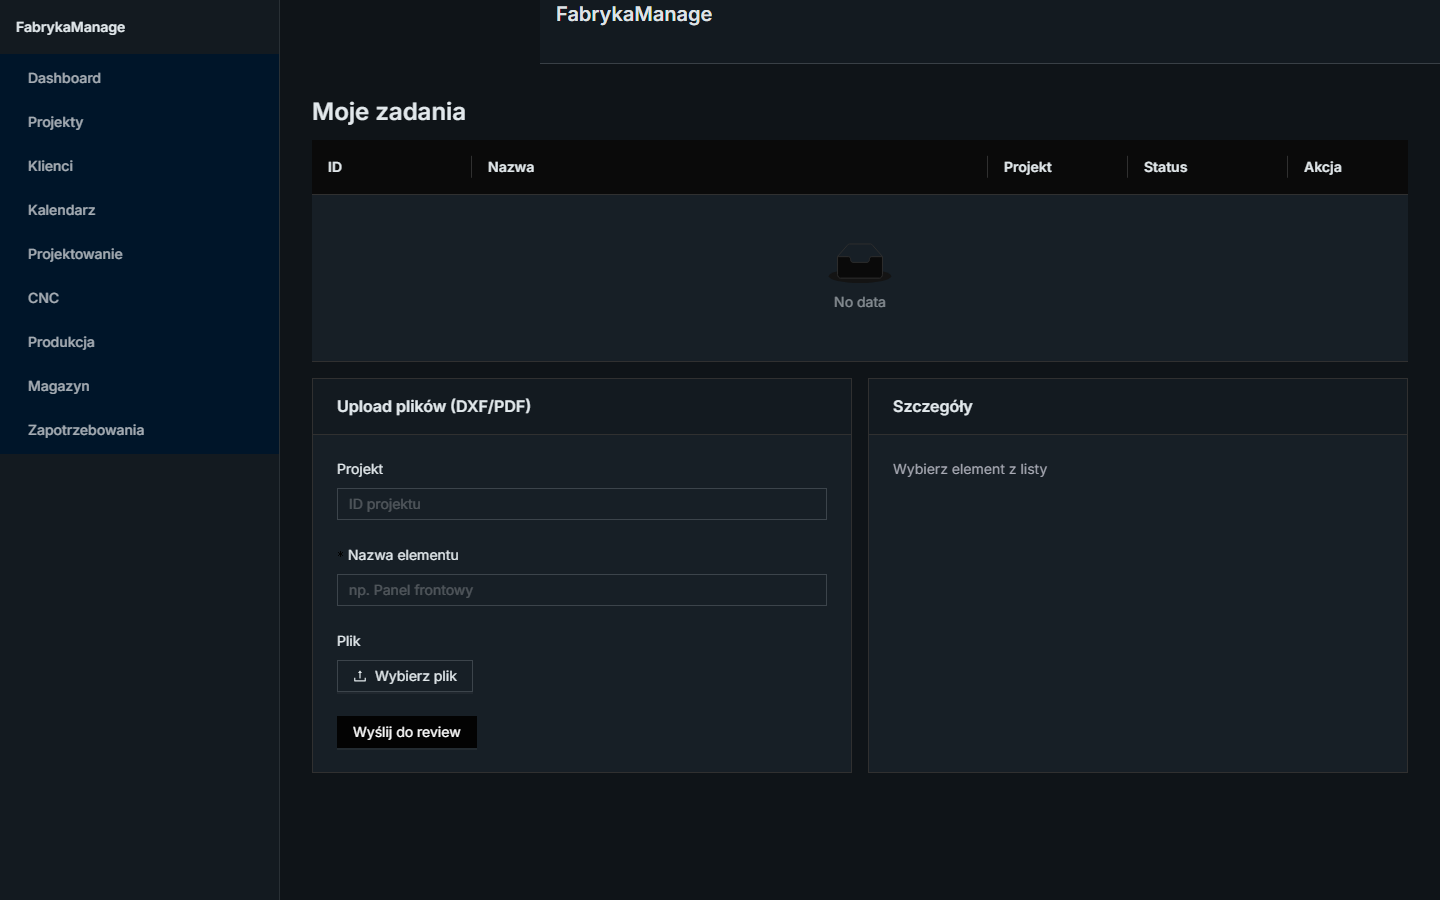 FabrykaManage
FabrykaManage
Dashboard
Projekty
Klienci
Kalendarz
Projektowanie
CNC
Produkcja
Magazyn
Zapotrzebowania
Moje zadania
ID Nazwa Projekt Status Akcja
No data
Upload plików (DXF/PDF)
Projekt
ID projektu
* Nazwa elementu
np. Panel frontowy
Plik
Wybierz plik
Wyślij do review
Szczegóły
Wybierz element z listy